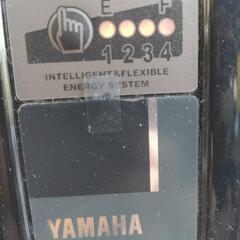 E F
1 2 3 4
INTELLIGENT&FLEXIBLE
ENERGY SYSTEM
YAMAHA